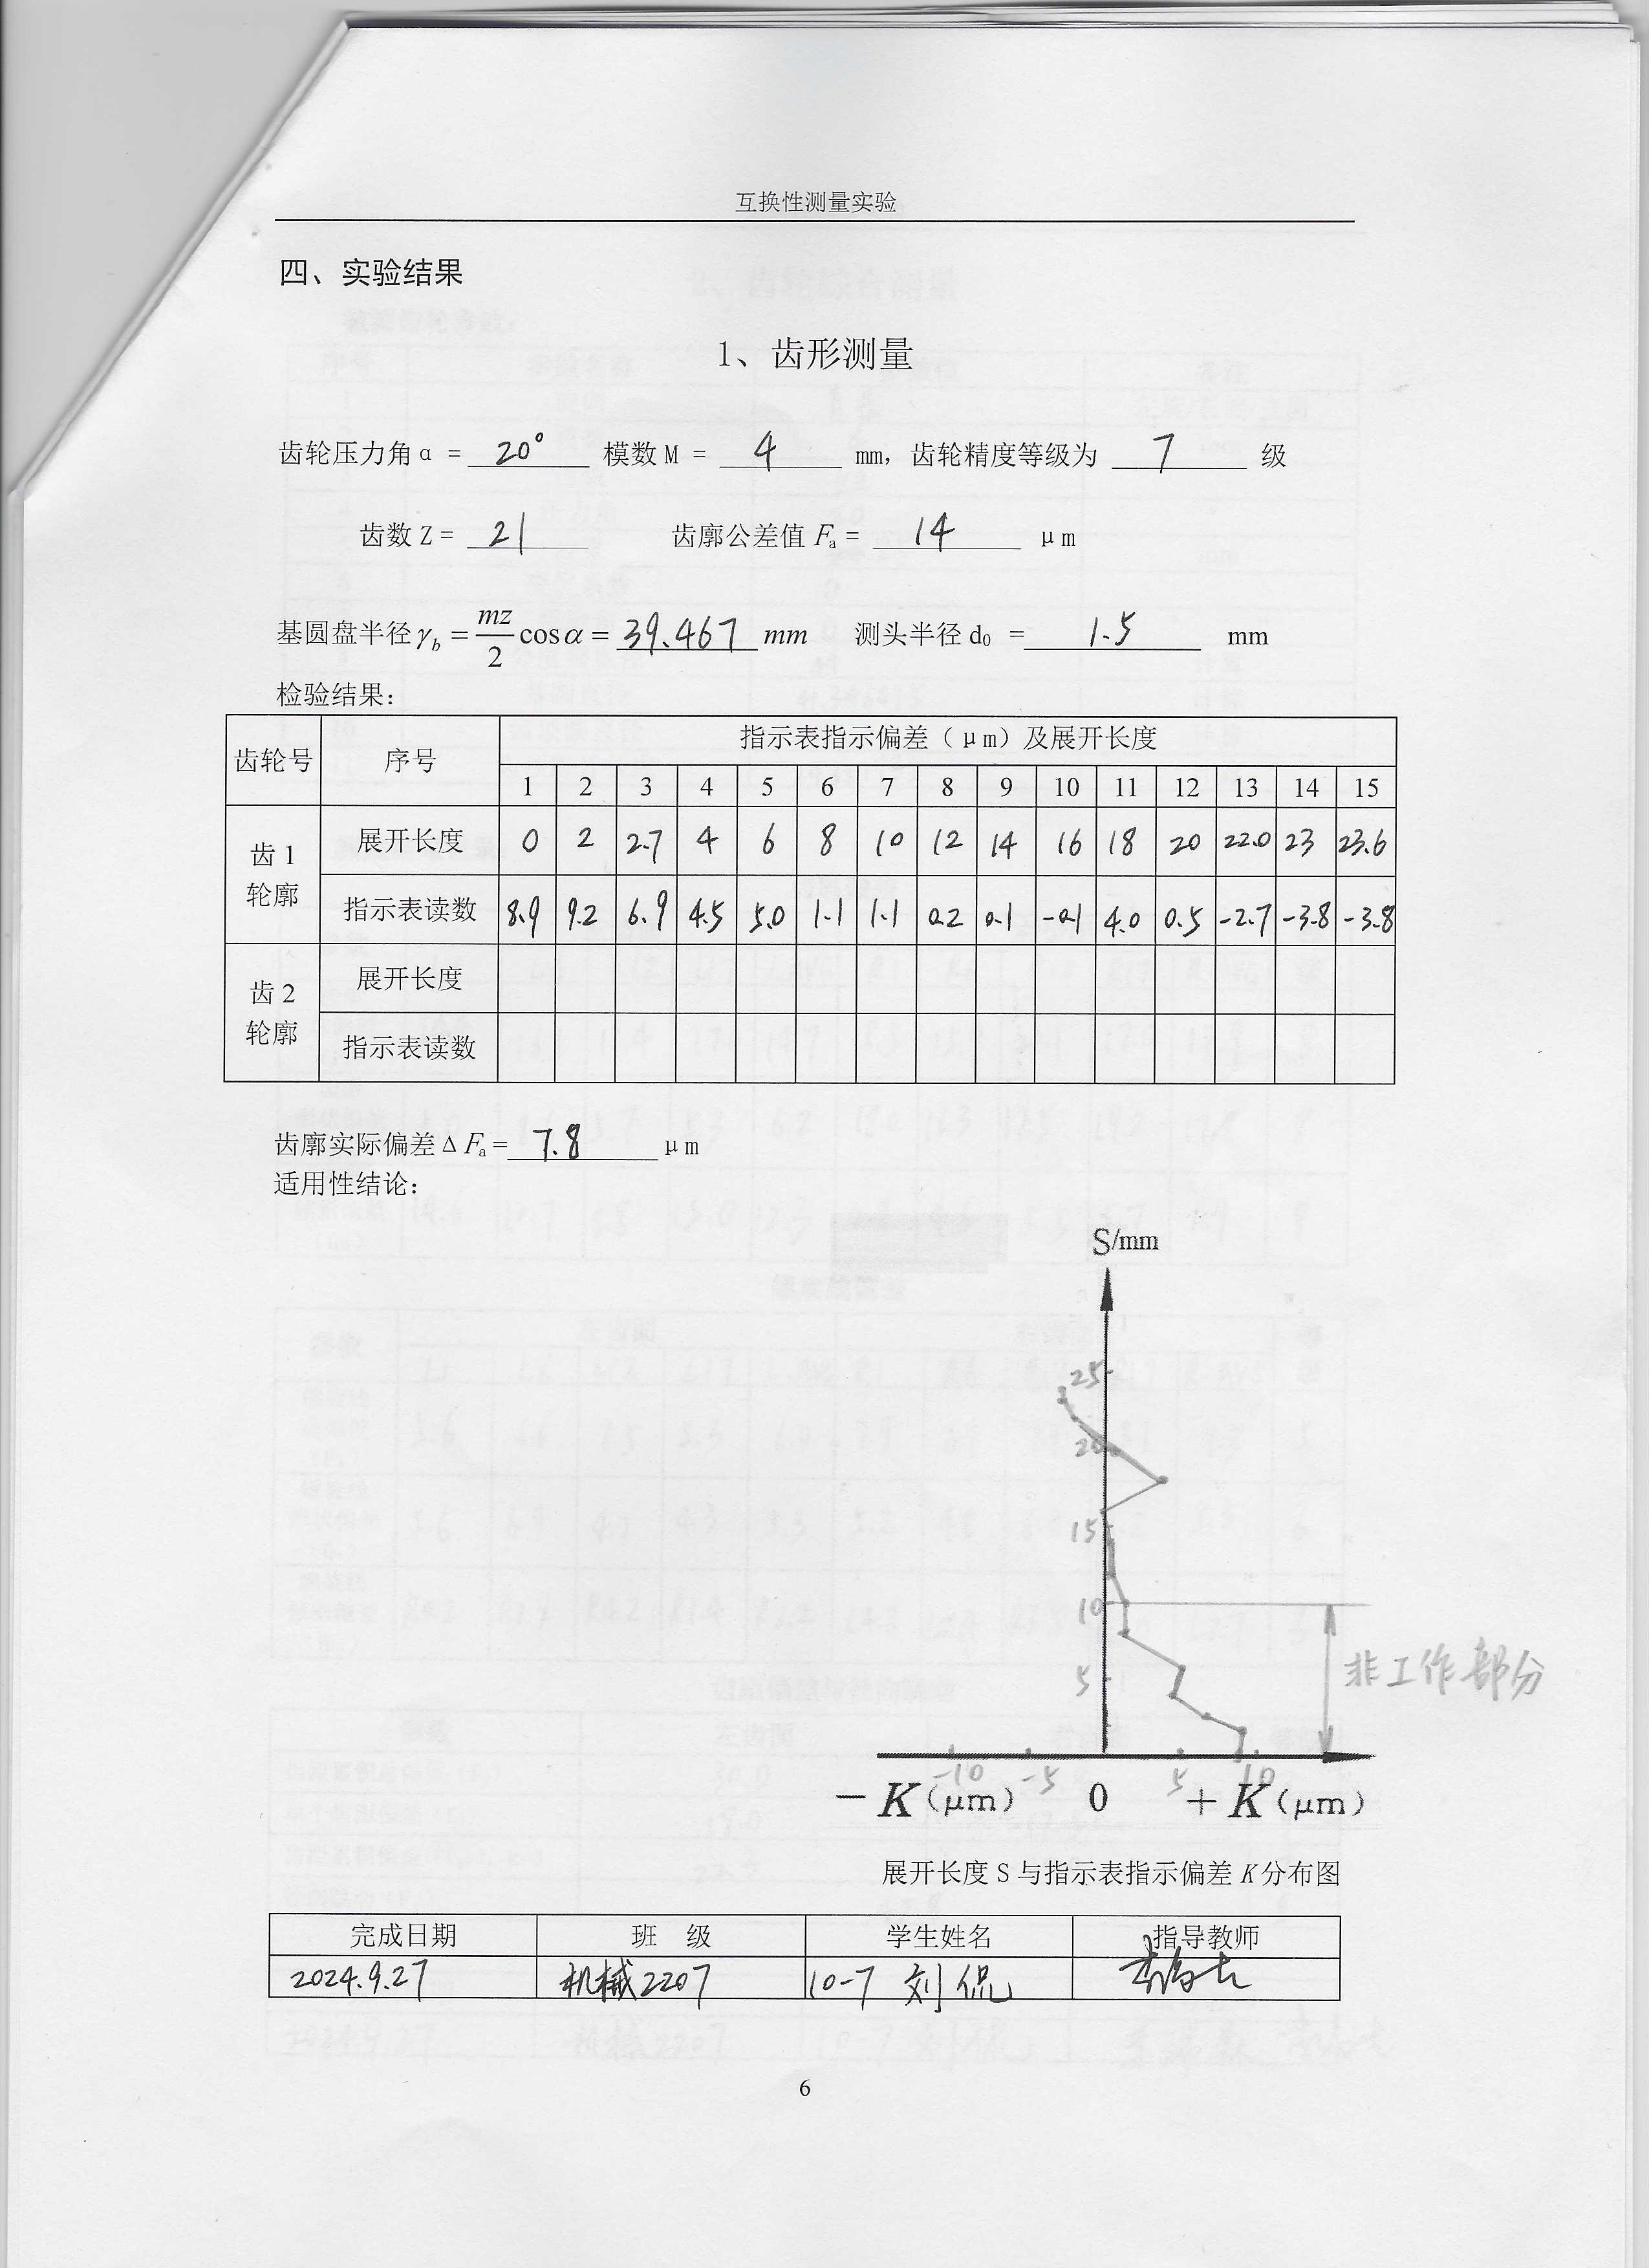 互换性测量实验
四、实验结果
1、齿形测量
齿轮压力角α = 20° 模数M = 4 mm，齿轮精度等级为 7 级
齿数Z = 21 齿廓公差值 Fa = 14 μm
基圆盘半径γb = mz/2 cosα = 39.467 mm 测头半径d0 = 1.5 mm
检验结果：
齿轮号 序号 指示表指示偏差（μm）及展开长度
1 2 3 4 5 6 7 8 9 10 11 12 13 14 15
齿1轮廓 展开长度 0 2 2.7 4 6 8 10 12 14 16 18 20 22.0 23 23.6
指示表读数 8.9 9.2 6.9 4.5 5.0 1.1 1.1 0.2 0.1 -0.1 4.0 0.5 -2.7 -3.8 -3.8
齿2轮廓 展开长度
指示表读数
齿廓实际偏差Δ Fa= 7.8 μm
适用性结论：
S/mm
25
20
15
10
5
非工作部分
-10 -5 5 10
－K(μm) 0 ＋K(μm)
展开长度S与指示表指示偏差K分布图
完成日期 班 级 学生姓名 指导教师
2024.9.27 机械2207 10-7 刘侃
6